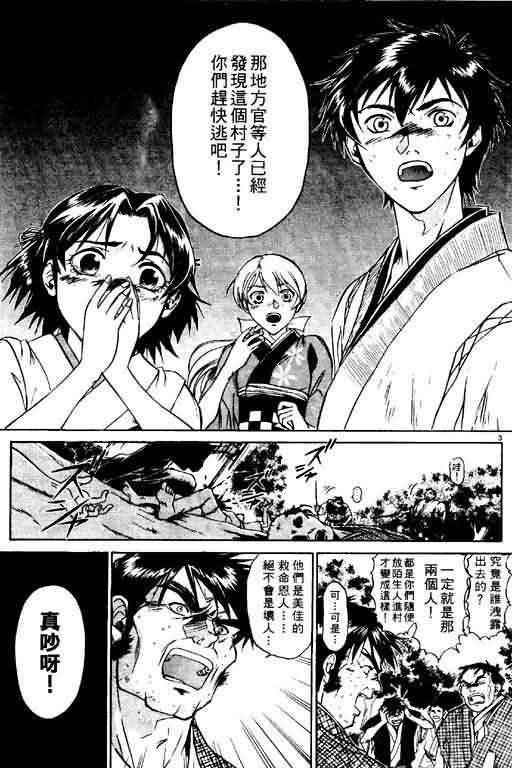 那地方官等人已經
發現這個村子了…！
你們趕快逃吧！
3
哇！
究竟是誰洩露
出去的？
一定就是那
兩個人！
都是你們隨便
放陌生人進村
才變成這樣！
可…可是…
他們是美佳的
救命恩人……
絕不會是壞人……
真吵呀！